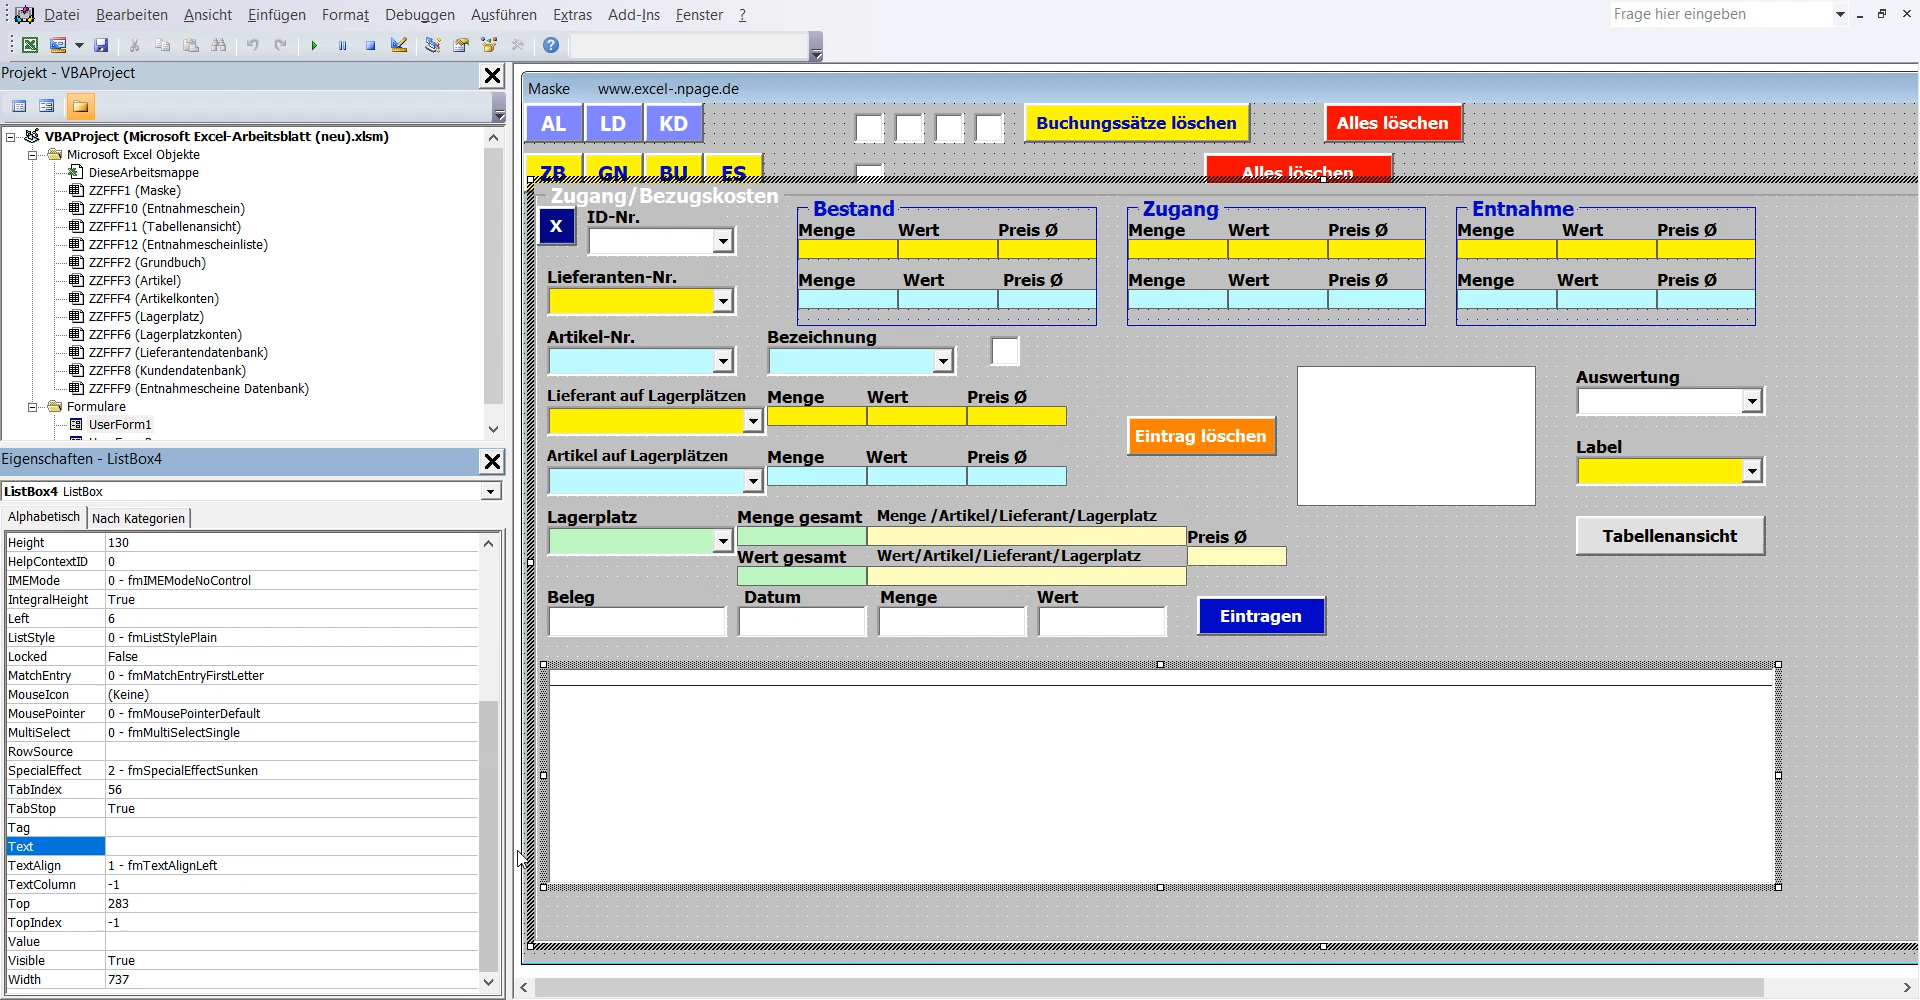 Datei Bearbeiten Ansicht Einfügen Format Debuggen Ausführen Extras Add-Ins Fenster ? Frage hier eingeben
Projekt - VBAProject
VBAProject (Microsoft Excel-Arbeitsblatt (neu).xlsm)
Microsoft Excel Objekte
DieseArbeitsmappe
ZZFFF1 (Maske)
ZZFFF10 (Entnahmeschein)
ZZFFF11 (Tabellenansicht)
ZZFFF12 (Entnahmescheinliste)
ZZFFF2 (Grundbuch)
ZZFFF3 (Artikel)
ZZFFF4 (Artikelkonten)
ZZFFF5 (Lagerplatz)
ZZFFF6 (Lagerplatzkonten)
ZZFFF7 (Lieferantendatenbank)
ZZFFF8 (Kundendatenbank)
ZZFFF9 (Entnahmescheine Datenbank)
Formulare
UserForm1
Eigenschaften - ListBox4
ListBox4 ListBox
Alphabetisch Nach Kategorien
Height 130
HelpContextID 0
IMEMode 0 - fmIMEModeNoControl
IntegralHeight True
Left 6
ListStyle 0 - fmListStylePlain
Locked False
MatchEntry 0 - fmMatchEntryFirstLetter
MouseIcon (Keine)
MousePointer 0 - fmMousePointerDefault
MultiSelect 0 - fmMultiSelectSingle
RowSource
SpecialEffect 2 - fmSpecialEffectSunken
TabIndex 56
TabStop True
Tag
Text
TextAlign 1 - fmTextAlignLeft
TextColumn -1
Top 283
TopIndex -1
Value
Visible True
Width 737
Maske www.excel-.npage.de
AL LD KD Buchungssätze löschen Alles löschen
ZB GN BU ES Alles löschen
Zugang/Bezugskosten
X ID-Nr.
Bestand Zugang Entnahme
Menge Wert Preis Ø Menge Wert Preis Ø Menge Wert Preis Ø
Lieferanten-Nr. Menge Wert Preis Ø Menge Wert Preis Ø Menge Wert Preis Ø
Artikel-Nr. Bezeichnung
Auswertung
Lieferant auf Lagerplätzen Menge Wert Preis Ø
Eintrag löschen
Label
Artikel auf Lagerplätzen Menge Wert Preis Ø
Lagerplatz Menge gesamt Menge /Artikel/Lieferant/Lagerplatz
Preis Ø Tabellenansicht
Wert gesamt Wert/Artikel/Lieferant/Lagerplatz
Beleg Datum Menge Wert
Eintragen